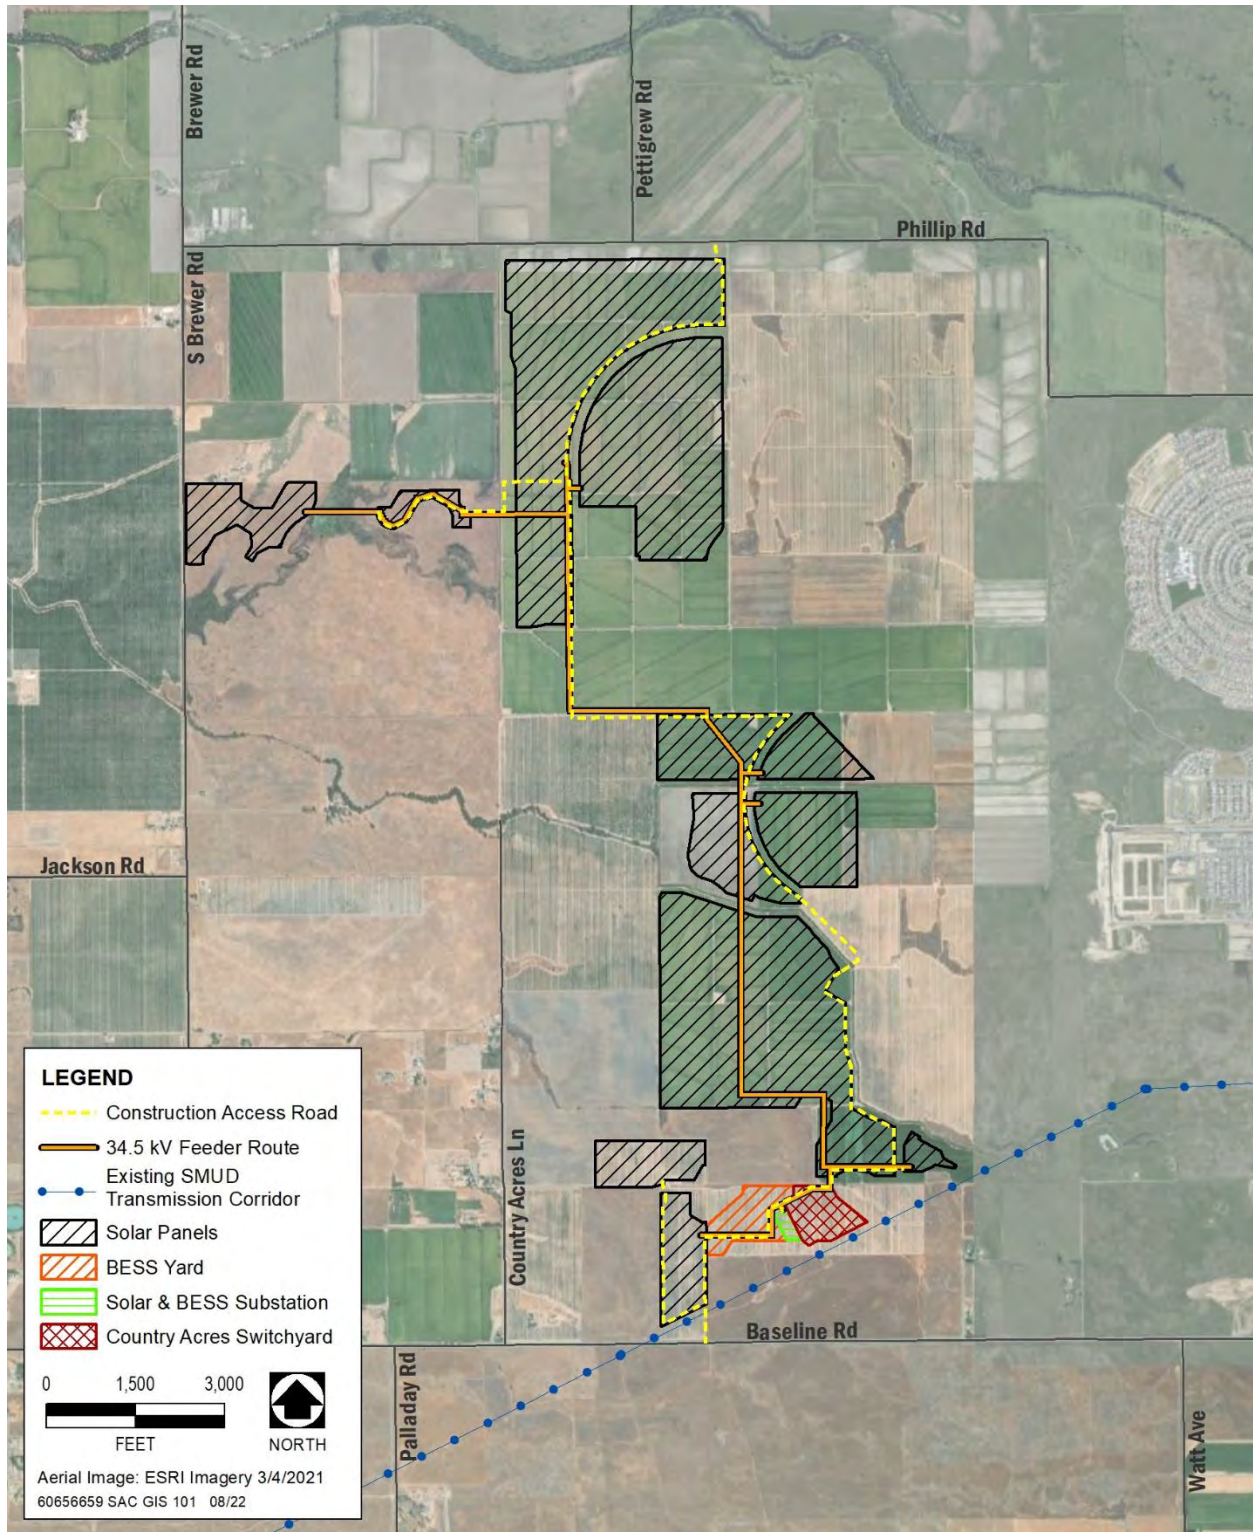 Brewer Rd
Pettigrew Rd
Phillip Rd
S Brewer Rd
Jackson Rd
Country Acres Ln
Baseline Rd
Palladay Rd
Watt Ave
LEGEND
Construction Access Road
34.5 kV Feeder Route
Existing SMUD
Transmission Corridor
Solar Panels
BESS Yard
Solar & BESS Substation
Country Acres Switchyard
0 1,500 3,000
FEET
NORTH
Aerial Image: ESRI Imagery 3/4/2021
60656659 SAC GIS 101 08/22